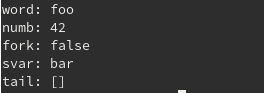 word: foo
numb: 42
fork: false
svar: bar
tail: []